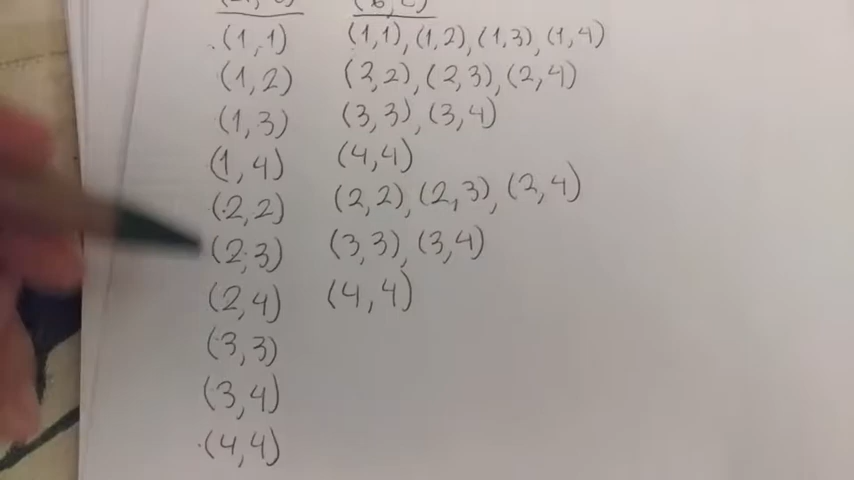 (1,1) (1,1), (1,2), (1,3), (1,4)
(1,2) (2,2), (2,3), (2,4)
(1,3) (3,3), (3,4)
(1,4) (4,4)
(2,2) (2,2), (2,3), (2,4)
(2,3) (3,3), (3,4)
(2,4) (4,4)
(3,3)
(3,4)
(4,4)